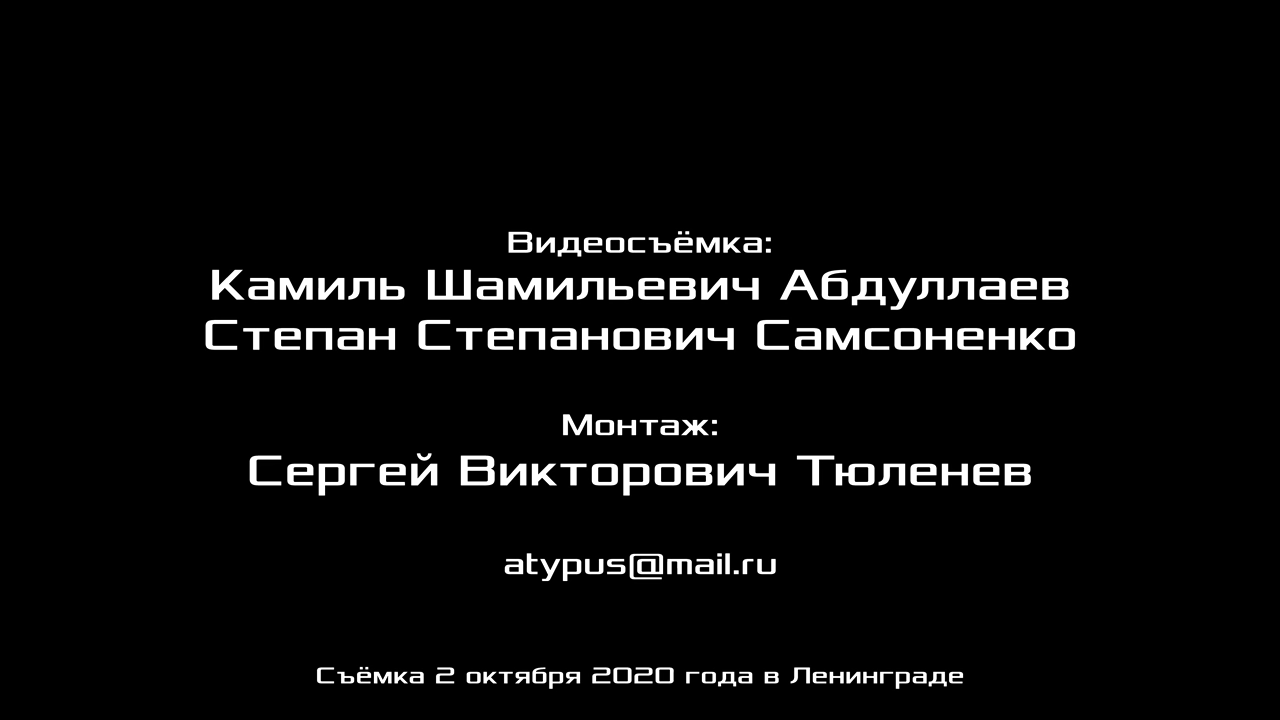 Видеосъёмка:
Камиль Шамильевич Абдуллаев
Степан Степанович Самсоненко
Монтаж:
Сергей Викторович Тюленев
atypus@mail.ru
Съёмка 2 октября 2020 года в Ленинграде